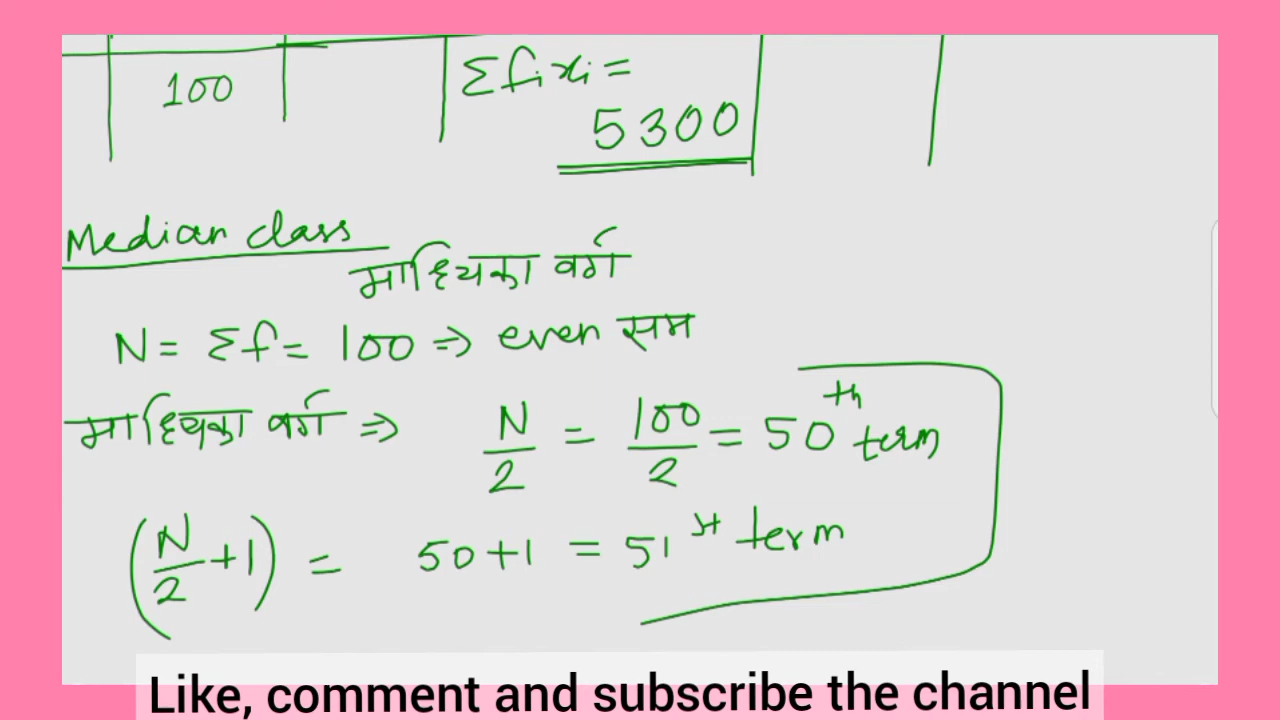 100
Σfᵢxᵢ =
5300
Median class
माध्यिका वर्ग
N = Σf = 100 ⇒ even सम
माध्यिका वर्ग ⇒ N/2 = 100/2 = 50th term
(N/2 + 1) = 50+1 = 51st term
Like, comment and subscribe the channel